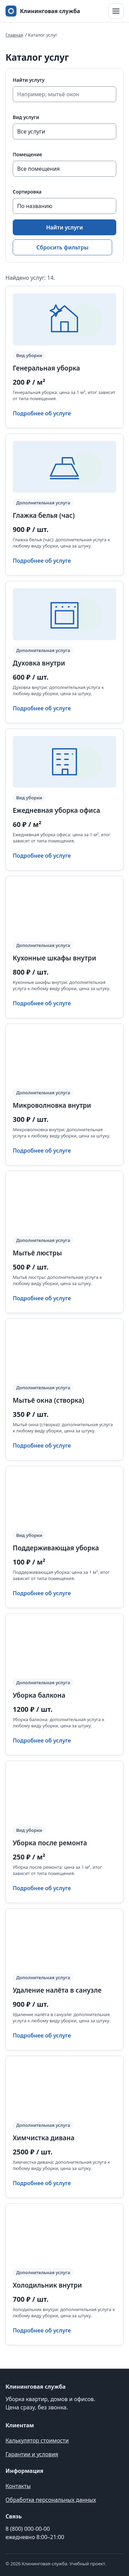 Клининговая служба
Главная / Каталог услуг
Каталог услуг
Найти услугу
Например, мытьё окон
Вид услуги
Все услуги
Помещение
Все помещения
Сортировка
По названию
Найти услуги
Сбросить фильтры
Найдено услуг: 14.
Вид уборки
Генеральная уборка
200 ₽ / м²
Генеральная уборка: цена за 1 м², итог зависит
от типа помещения.
Подробнее об услуге
Дополнительная услуга
Глажка белья (час)
900 ₽ / шт.
Глажка белья (час): дополнительная услуга к
любому виду уборки, цена за штуку.
Подробнее об услуге
Дополнительная услуга
Духовка внутри
600 ₽ / шт.
Духовка внутри: дополнительная услуга к
любому виду уборки, цена за штуку.
Подробнее об услуге
Вид уборки
Ежедневная уборка офиса
60 ₽ / м²
Ежедневная уборка офиса: цена за 1 м², итог
зависит от типа помещения.
Подробнее об услуге
Дополнительная услуга
Кухонные шкафы внутри
800 ₽ / шт.
Кухонные шкафы внутри: дополнительная
услуга к любому виду уборки, цена за штуку.
Подробнее об услуге
Дополнительная услуга
Микроволновка внутри
300 ₽ / шт.
Микроволновка внутри: дополнительная
услуга к любому виду уборки, цена за штуку.
Подробнее об услуге
Дополнительная услуга
Мытьё люстры
500 ₽ / шт.
Мытьё люстры: дополнительная услуга к
любому виду уборки, цена за штуку.
Подробнее об услуге
Дополнительная услуга
Мытьё окна (створка)
350 ₽ / шт.
Мытьё окна (створка): дополнительная услуга
к любому виду уборки, цена за штуку.
Подробнее об услуге
Вид уборки
Поддерживающая уборка
100 ₽ / м²
Поддерживающая уборка: цена за 1 м², итог
зависит от типа помещения.
Подробнее об услуге
Дополнительная услуга
Уборка балкона
1200 ₽ / шт.
Уборка балкона: дополнительная услуга к
любому виду уборки, цена за штуку.
Подробнее об услуге
Вид уборки
Уборка после ремонта
250 ₽ / м²
Уборка после ремонта: цена за 1 м², итог
зависит от типа помещения.
Подробнее об услуге
Дополнительная услуга
Удаление налёта в санузле
900 ₽ / шт.
Удаление налёта в санузле: дополнительная
услуга к любому виду уборки, цена за штуку.
Подробнее об услуге
Дополнительная услуга
Химчистка дивана
2500 ₽ / шт.
Химчистка дивана: дополнительная услуга к
любому виду уборки, цена за штуку.
Подробнее об услуге
Дополнительная услуга
Холодильник внутри
700 ₽ / шт.
Холодильник внутри: дополнительная услуга к
любому виду уборки, цена за штуку.
Подробнее об услуге
Клининговая служба
Уборка квартир, домов и офисов.
Цена сразу, без звонка.
Клиентам
Калькулятор стоимости
Гарантии и условия
Информация
Контакты
Обработка персональных данных
Связь
8 (800) 000-00-00
ежедневно 8:00–21:00
© 2026 Клининговая служба. Учебный проект.